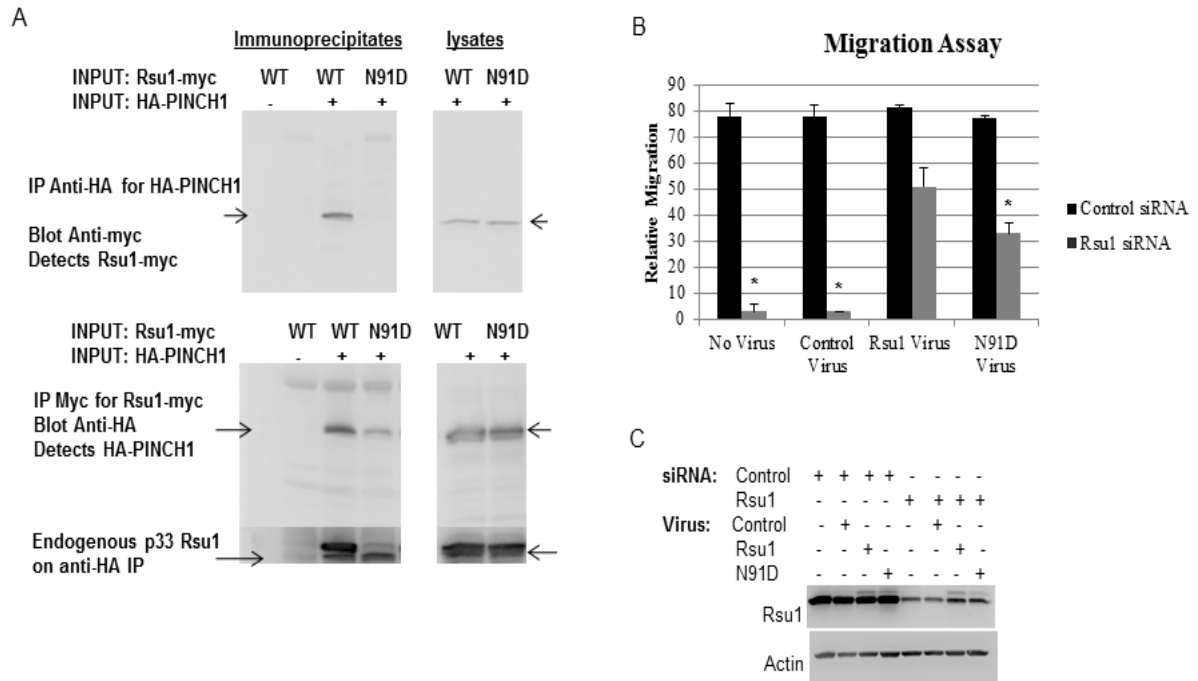 A
Immunoprecipitates lysates
INPUT: Rsu1-myc WT WT N91D WT N91D
INPUT: HA-PINCH1 - + + + +
IP Anti-HA for HA-PINCH1
Blot Anti-myc
Detects Rsu1-myc
INPUT: Rsu1-myc WT WT N91D WT N91D
INPUT: HA-PINCH1 - + + + +
IP Myc for Rsu1-myc
Blot Anti-HA
Detects HA-PINCH1
Endogenous p33 Rsu1
on anti-HA IP
B
Migration Assay
Relative Migration
90
80
70
60
50
40
30
20
10
0
* * *
No Virus Control Virus Rsu1 Virus N91D Virus
Control siRNA
Rsu1 siRNA
C
siRNA: Control + + + + - - - -
Rsu1 - - - - + + + +
Virus: Control - + - - - + - -
Rsu1 - - + - - - + -
N91D - - - + - - - +
Rsu1
Actin